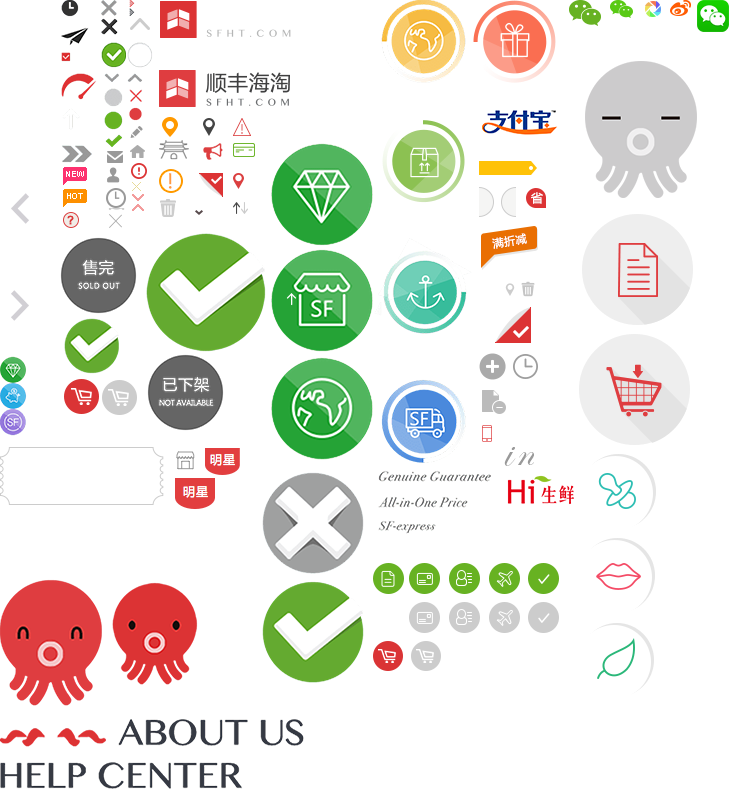 SFHT.COM
顺丰海淘
SFHT.COM
支付宝
NEW
HOT
省
满折减
售完
SOLD OUT
SF
已下架
NOT AVAILABLE
SF
SF
明星
明星
in
Genuine Guarantee
All-in-One Price
SF-express
Hi生鲜
ABOUT US
HELP CENTER